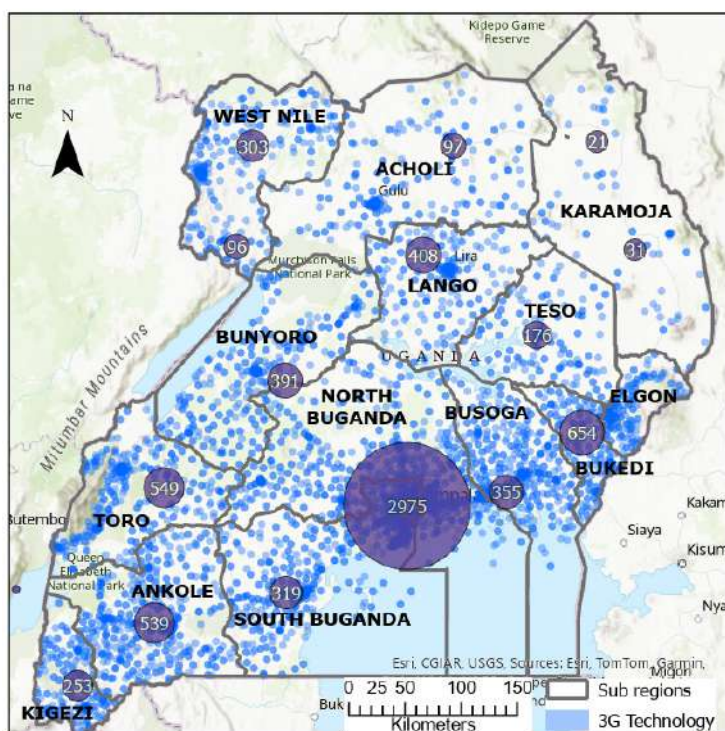 Kidepo Game
Reserve
N
WEST NILE
303
97
21
ACHOLI
Gulu
KARAMOJA
96
408
Lira
31
Murchison Falls
National Park
LANGO
TESO
BUNYORO
176
UGANDA
Mitumbar Mountains
391
NORTH
BUGANDA
BUSOGA
ELGON
654
BUKEDI
549
2975
355
Kakam
Butembo
TORO
Siaya
Queen
Elizabeth
National Park
Kisum
ANKOLE
319
Nya
539
SOUTH BUGANDA
253
KIGEZI
Esri, CGIAR, USGS, Sources: Esri, TomTom, Garmin,
0 25 50 100 150
Kilometers
Buk
Sub regions
3G Technology